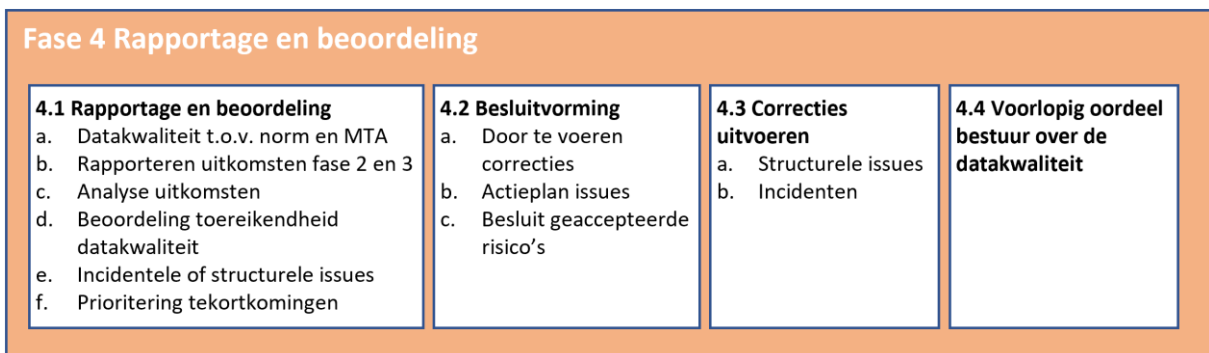 Fase 4 Rapportage en beoordeling
4.1 Rapportage en beoordeling
a. Datakwaliteit t.o.v. norm en MTA
b. Rapporteren uitkomsten fase 2 en 3
c. Analyse uitkomsten
d. Beoordeling toereikendheid
datakwaliteit
e. Incidentele of structurele issues
f. Prioritering tekortkomingen
4.2 Besluitvorming
a. Door te voeren
correcties
b. Actieplan issues
c. Besluit geaccepteerde
risico’s
4.3 Correcties
uitvoeren
a. Structurele issues
b. Incidenten
4.4 Voorlopig oordeel
bestuur over de
datakwaliteit